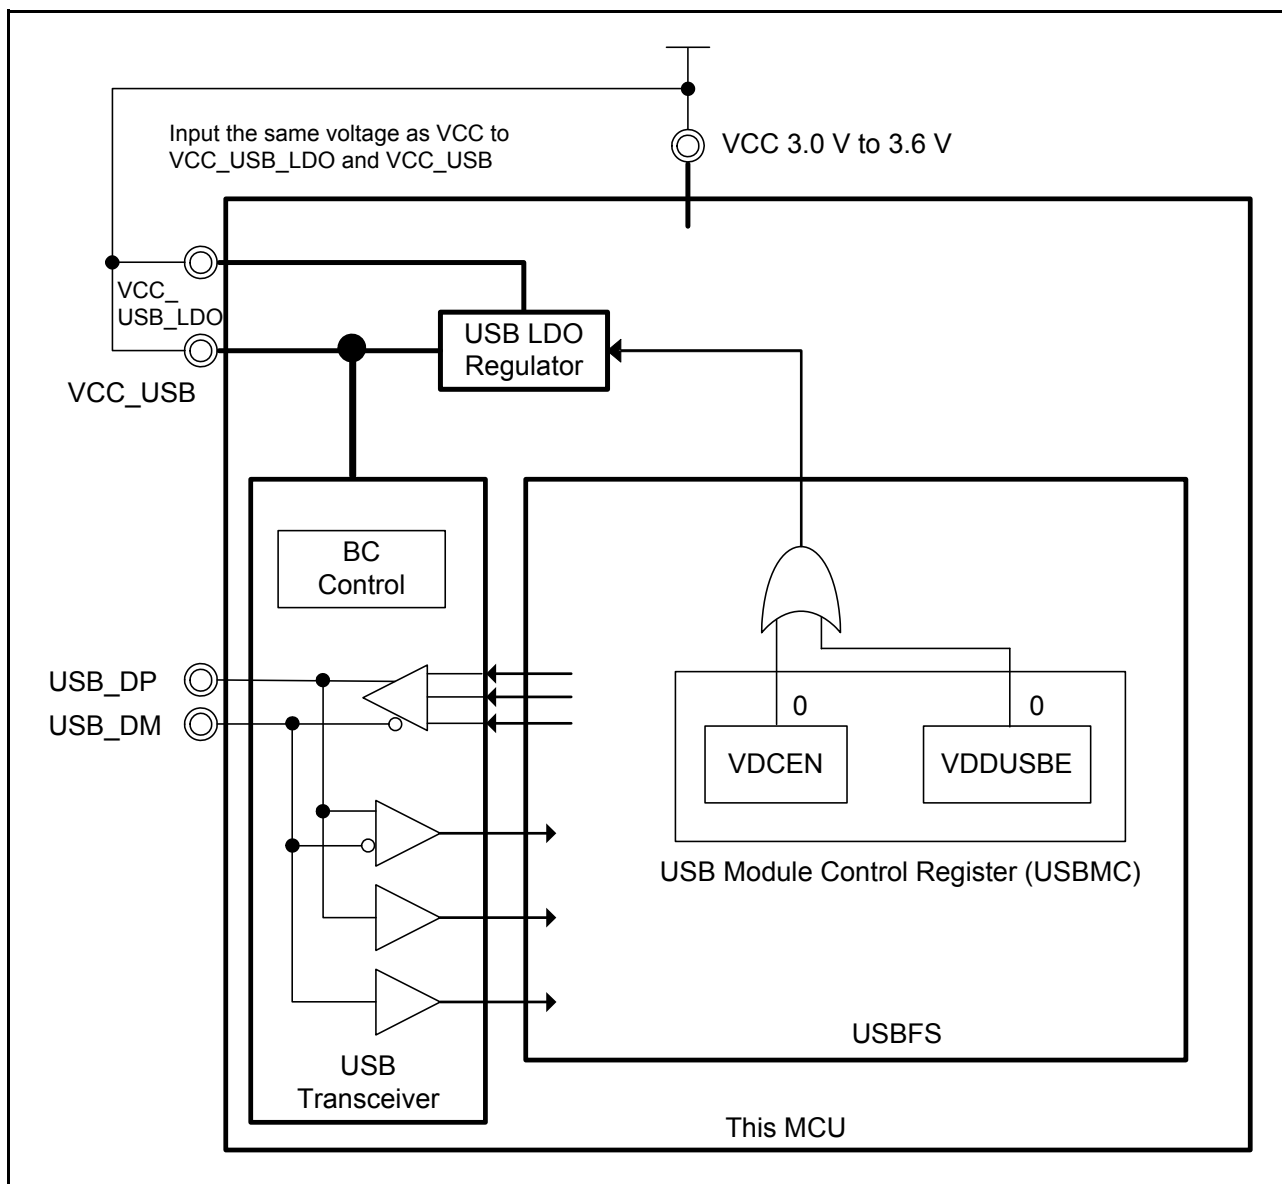 Input the same voltage as VCC to
VCC_USB_LDO and VCC_USB
VCC 3.0 V to 3.6 V
VCC_
USB_LDO
VCC_USB
USB LDO
Regulator
BC
Control
USB_DP
USB_DM
0
0
VDCEN
VDDUSBE
USB Module Control Register (USBMC)
USBFS
USB
Transceiver
This MCU